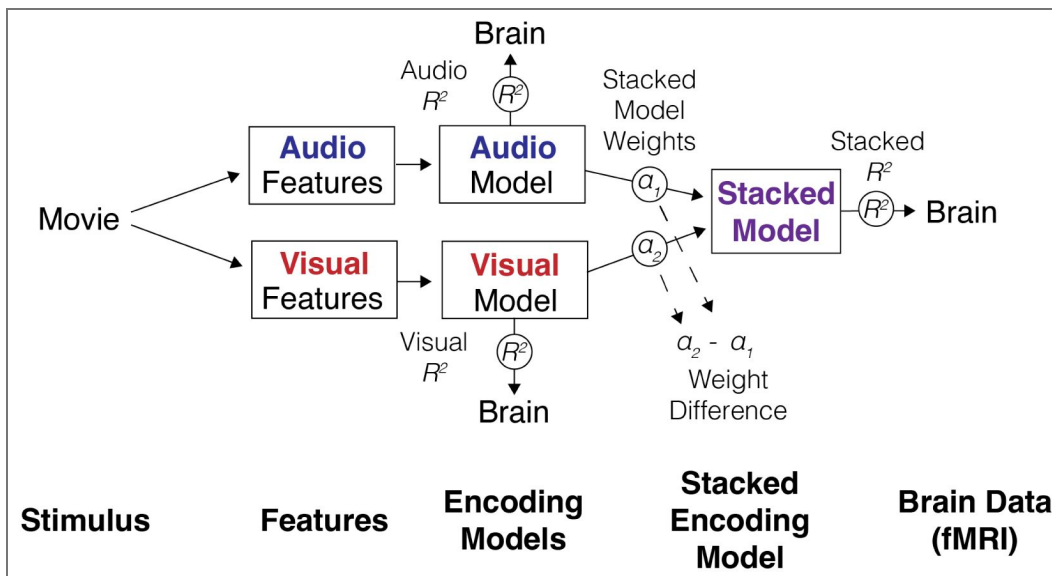 Brain
Audio
R²
R²
Stacked
Model
Weights
Audio
Features
Audio
Model
α₁
Stacked
R²
Movie
Stacked
Model
R²
Brain
Visual
Features
Visual
Model
α₂
Visual
R²
R²
Brain
α₂ - α₁
Weight
Difference
Stimulus
Features
Encoding
Models
Stacked
Encoding
Model
Brain Data
(fMRI)